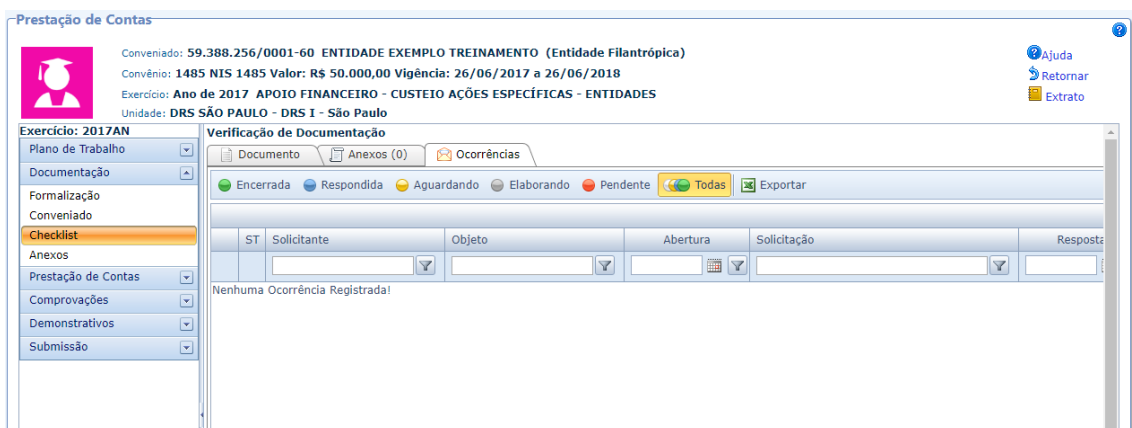 Prestação de Contas
Conveniado: 59.388.256/0001-60 ENTIDADE EXEMPLO TREINAMENTO (Entidade Filantrópica)
Convênio: 1485 NIS 1485 Valor: R$ 50.000,00 Vigência: 26/06/2017 a 26/06/2018
Exercício: Ano de 2017 APOIO FINANCEIRO - CUSTEIO AÇÕES ESPECÍFICAS - ENTIDADES
Unidade: DRS SÃO PAULO - DRS I - São Paulo
Ajuda
Retornar
Extrato
Exercício: 2017AN
Plano de Trabalho
Documentação
Formalização
Conveniado
Checklist
Anexos
Prestação de Contas
Comprovações
Demonstrativos
Submissão
Verificação de Documentação
Documento Anexos (0) Ocorrências
Encerrada Respondida Aguardando Elaborando Pendente Todas Exportar
ST Solicitante Objeto Abertura Solicitação Resposta
Nenhuma Ocorrência Registrada!